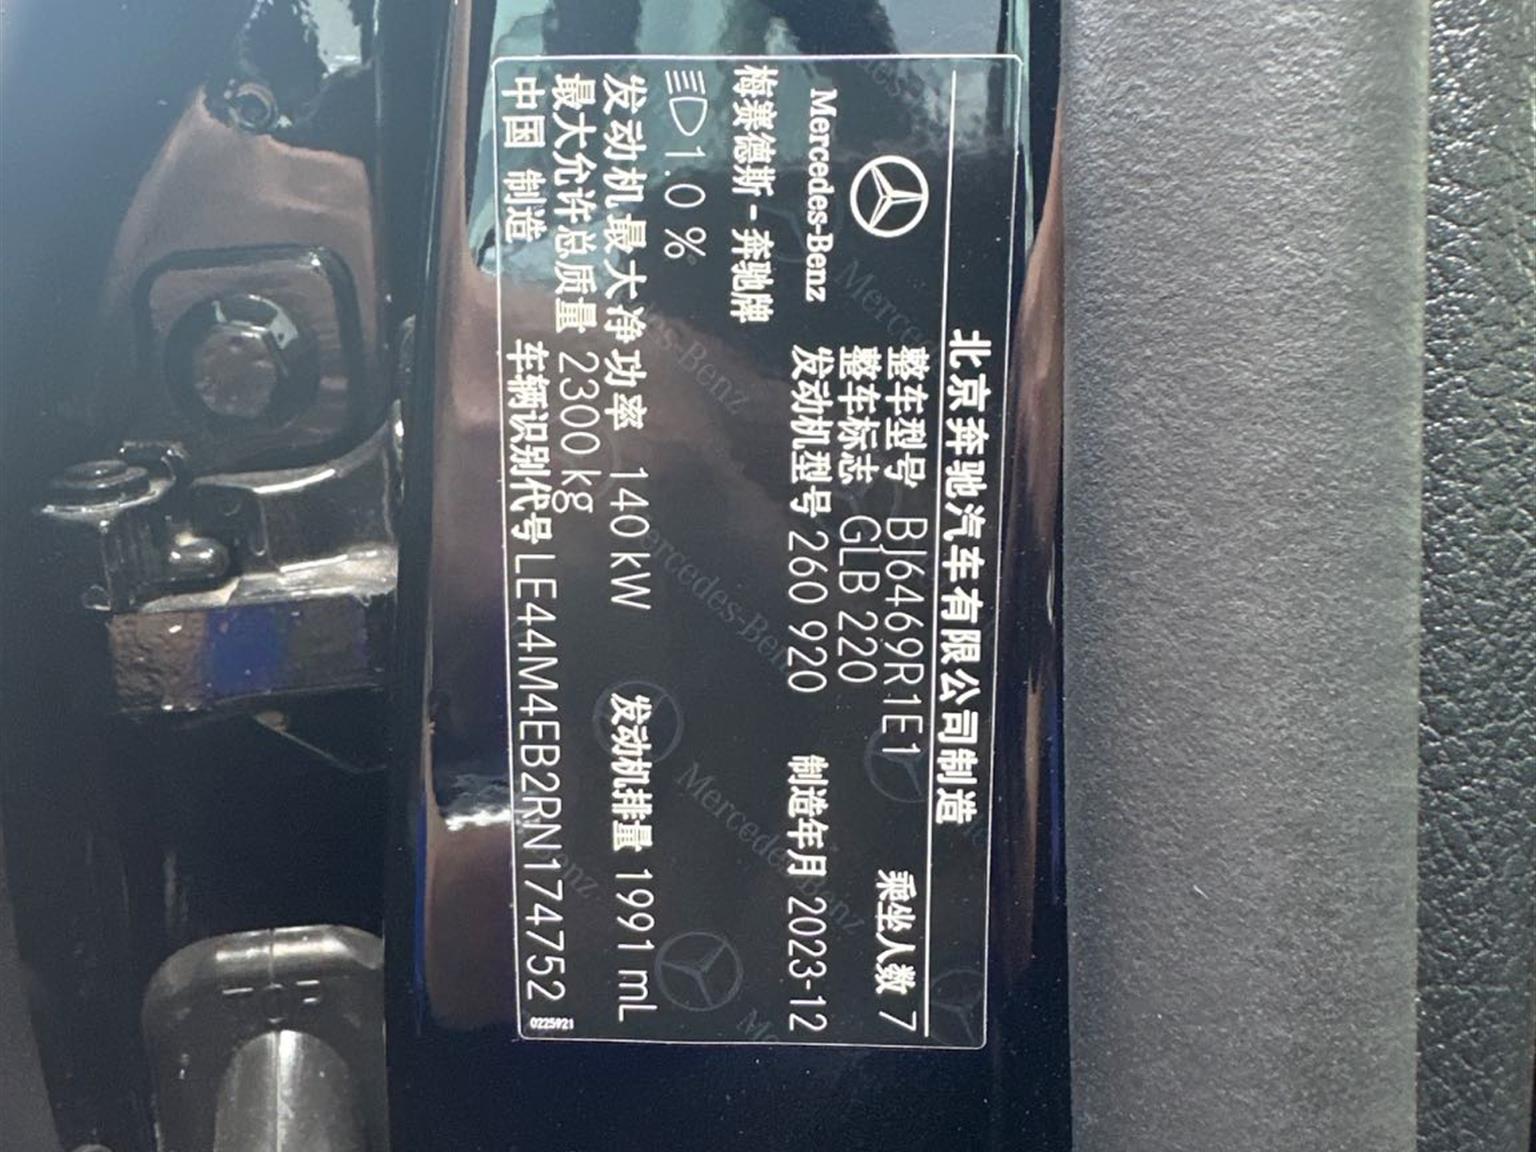 北京奔驰汽车有限公司制造
Mercedes-Benz
梅赛德斯-奔驰牌
整车型号 BJ6469R1E1 乘坐人数 7
整车标志 GLB 220
发动机型号 260 920 制造年月 2023-12
1.0 %
发动机最大净功率 140 kW 发动机排量 1991 mL
最大允许总质量 2300 kg
中国 制造 车辆识别代号 LE44M4EB2RN174752
0225921
TOP